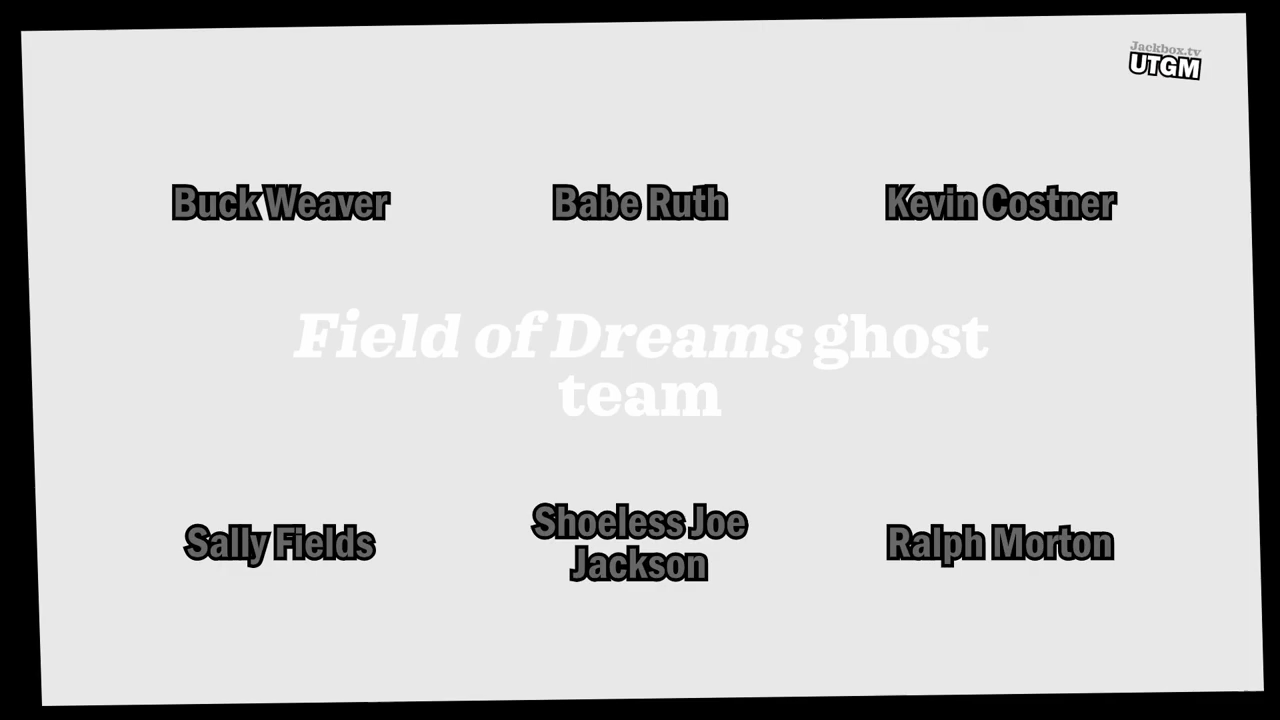 Jackbox.tv
UTGM
Buck Weaver
Babe Ruth
Kevin Costner
Field of Dreams ghost
team
Sally Fields
Shoeless Joe
Jackson
Ralph Morton